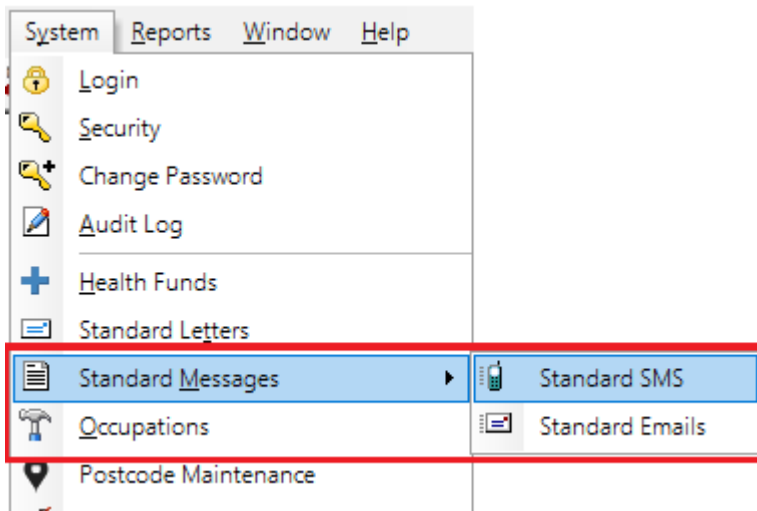 System Reports Window Help
Login
Security
Change Password
Audit Log
Health Funds
Standard Letters
Standard Messages Standard SMS
Occupations Standard Emails
Postcode Maintenance